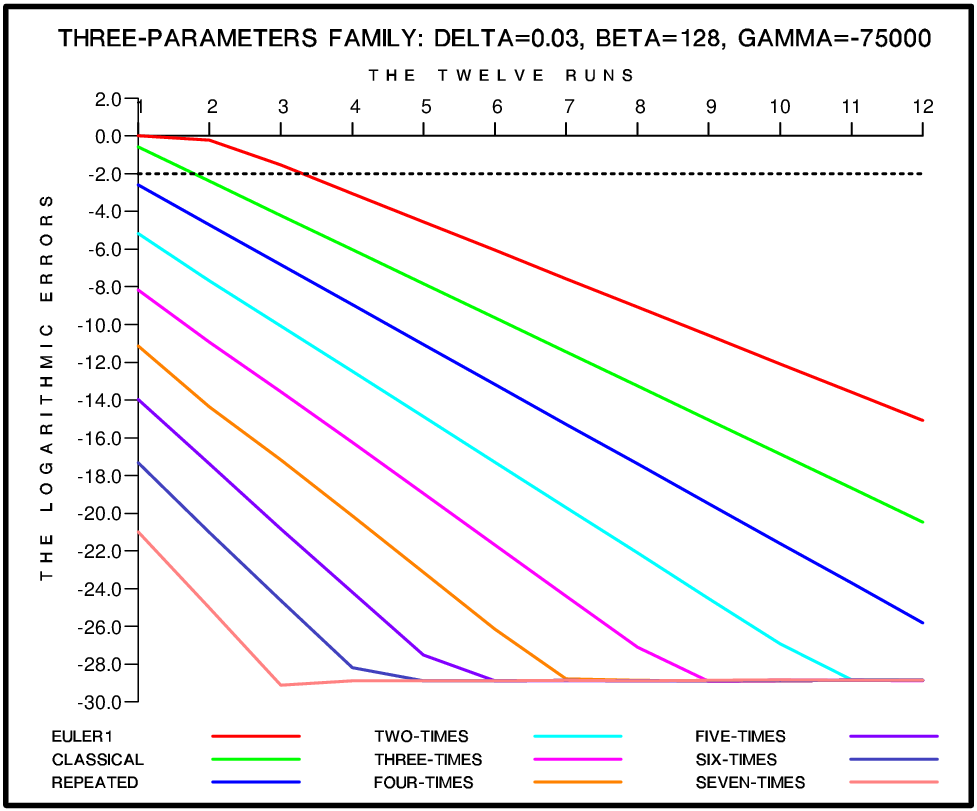 THREE-PARAMETERS FAMILY: DELTA=0.03, BETA=128, GAMMA=-75000
THE TWELVE RUNS
1 2 3 4 5 6 7 8 9 10 11 12
THE LOGARITHMIC ERRORS
2.0
0.0
-2.0
-4.0
-6.0
-8.0
-10.0
-12.0
-14.0
-16.0
-18.0
-20.0
-22.0
-24.0
-26.0
-28.0
-30.0
EULER1 TWO-TIMES FIVE-TIMES
CLASSICAL THREE-TIMES SIX-TIMES
REPEATED FOUR-TIMES SEVEN-TIMES